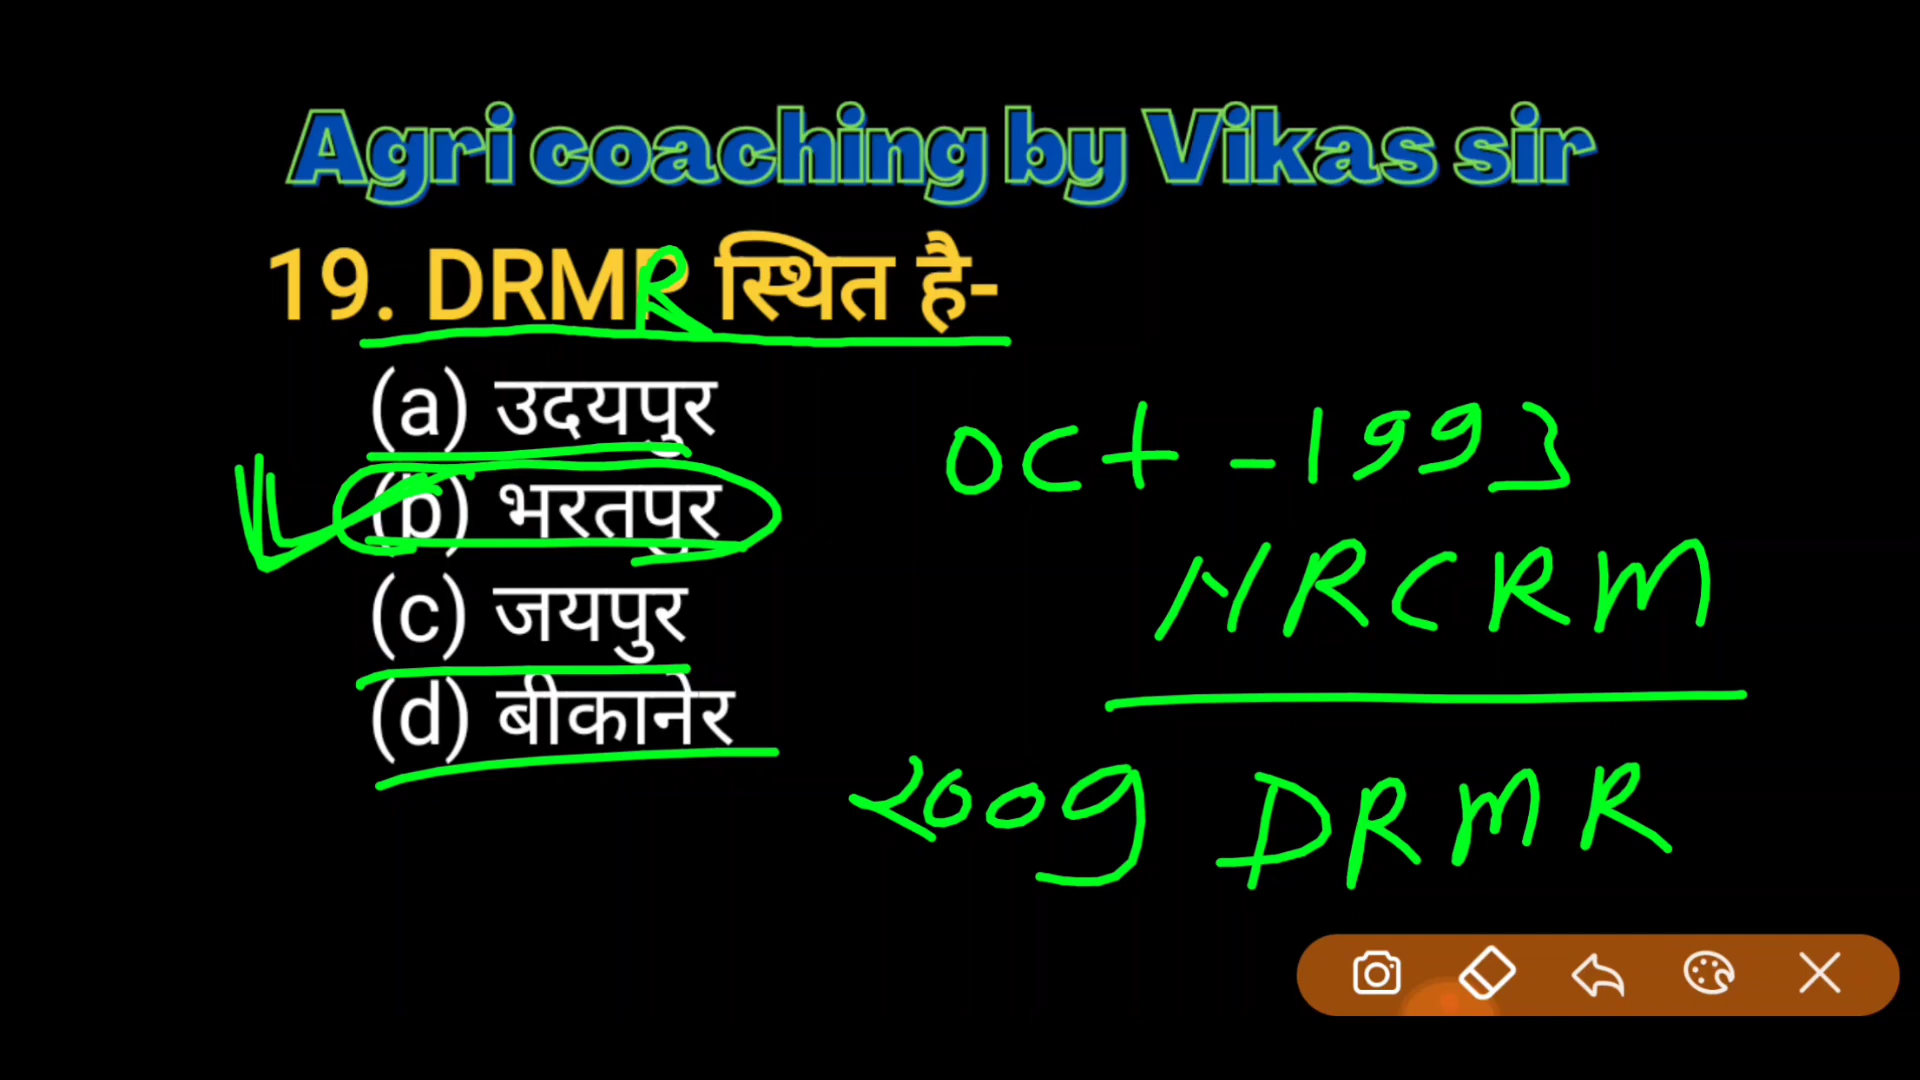 Agri coaching by Vikas sir
19. DRMR स्थित है-
(a) उदयपुर
(b) भरतपुर
(c) जयपुर
(d) बीकानेर
OCT - 1993
NRCRM
2009 DRMR